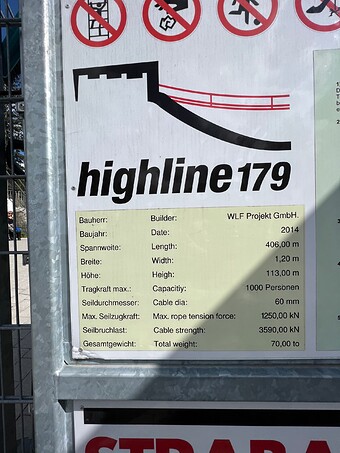 highline179
Bauherr: Builder: WLF Projekt GmbH.
Baujahr: Date: 2014
Spannweite: Length: 406,00 m
Breite: Width: 1,20 m
Höhe: Heigh: 113,00 m
Tragkraft max.: Capacitiy: 1000 Personen
Seildurchmesser: Cable dia: 60 mm
Max. Seilzugkraft: Max. rope tension force: 1250,00 kN
Seilbruchlast: Cable strength: 3590,00 kN
Gesamtgewicht: Total weight: 70,00 to
STRABA